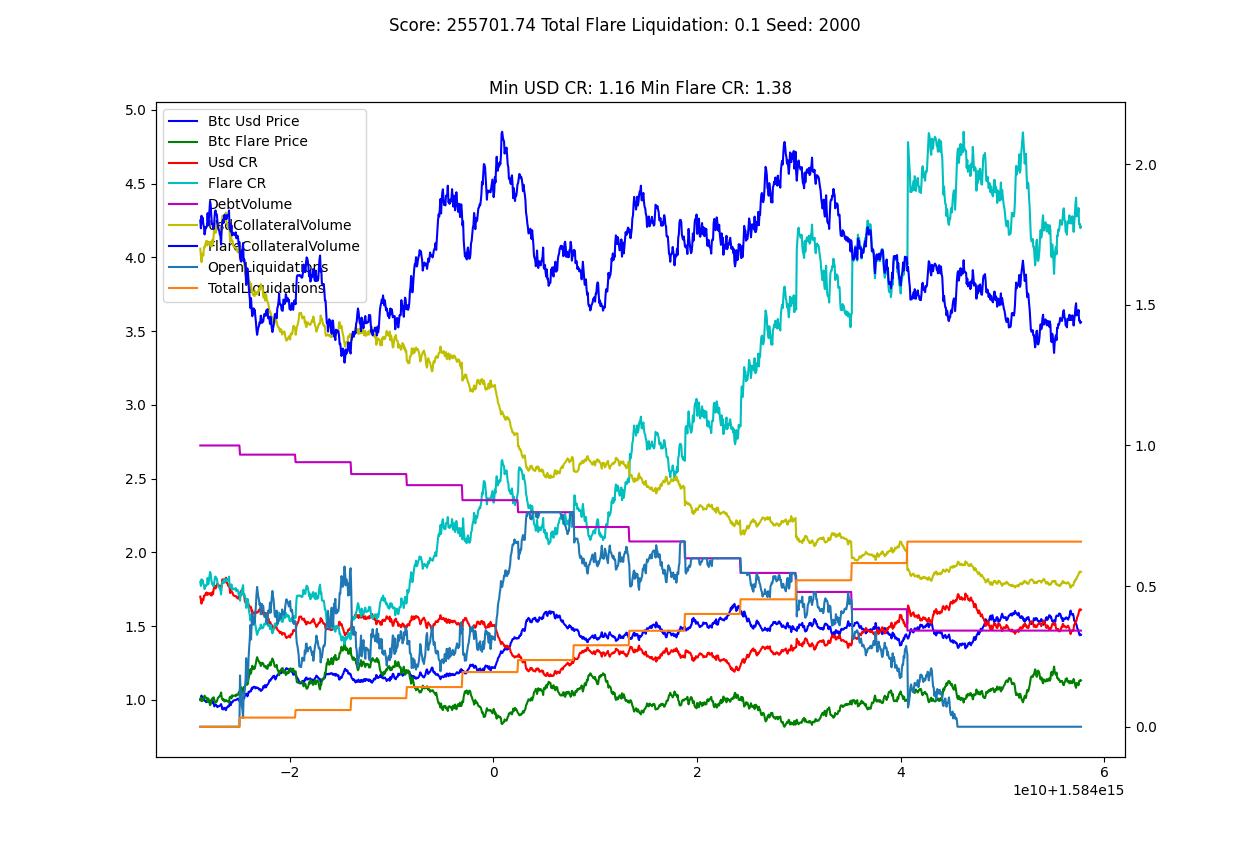 Score: 255701.74 Total Flare Liquidation: 0.1 Seed: 2000
Min USD CR: 1.16 Min Flare CR: 1.38
Btc Usd Price
Btc Flare Price
Usd CR
Flare CR
DebtVolume
UsdCollateralVolume
FlareCollateralVolume
OpenLiquidations
TotalLiquidations
5.0
4.5
4.0
3.5
3.0
2.5
2.0
1.5
1.0
2.0
1.5
1.0
0.5
0.0
−2
0
2
4
6
1e10+1.584e15